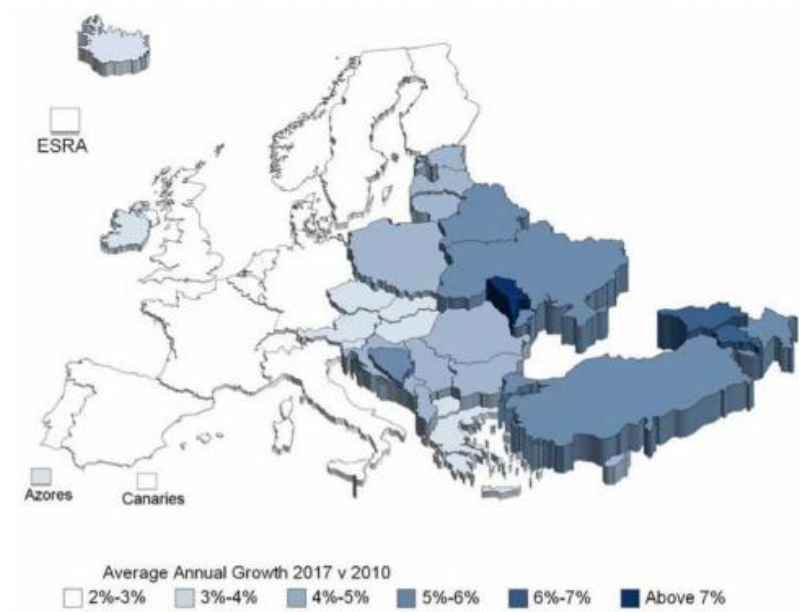 ESRA
Azores
Canaries
Average Annual Growth 2017 v 2010
2%-3% 3%-4% 4%-5% 5%-6% 6%-7% Above 7%